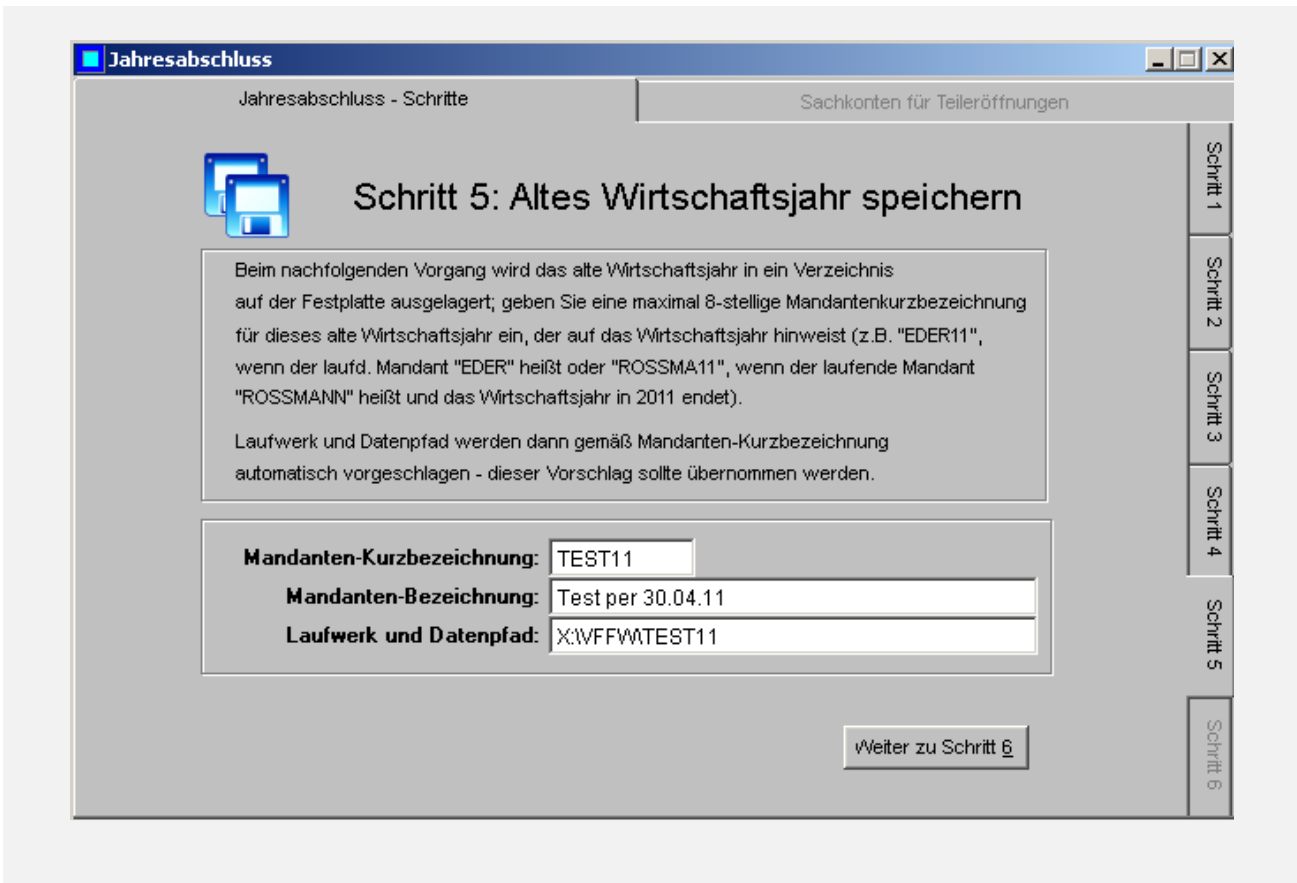 Jahresabschluss
Jahresabschluss - Schritte
Sachkonten für Teileröffnungen
Schritt 5: Altes Wirtschaftsjahr speichern
Beim nachfolgenden Vorgang wird das alte Wirtschaftsjahr in ein Verzeichnis
auf der Festplatte ausgelagert; geben Sie eine maximal 8-stellige Mandantenkurzbezeichnung
für dieses alte Wirtschaftsjahr ein, der auf das Wirtschaftsjahr hinweist (z.B. "EDER11",
wenn der laufd. Mandant "EDER" heißt oder "ROSSMA11", wenn der laufende Mandant
"ROSSMANN" heißt und das Wirtschaftsjahr in 2011 endet).
Laufwerk und Datenpfad werden dann gemäß Mandanten-Kurzbezeichnung
automatisch vorgeschlagen - dieser Vorschlag sollte übernommen werden.
Mandanten-Kurzbezeichnung: TEST11
Mandanten-Bezeichnung: Test per 30.04.11
Laufwerk und Datenpfad: X:\VFFW\TEST11
Weiter zu Schritt 6
Schritt 1
Schritt 2
Schritt 3
Schritt 4
Schritt 5
Schritt 6